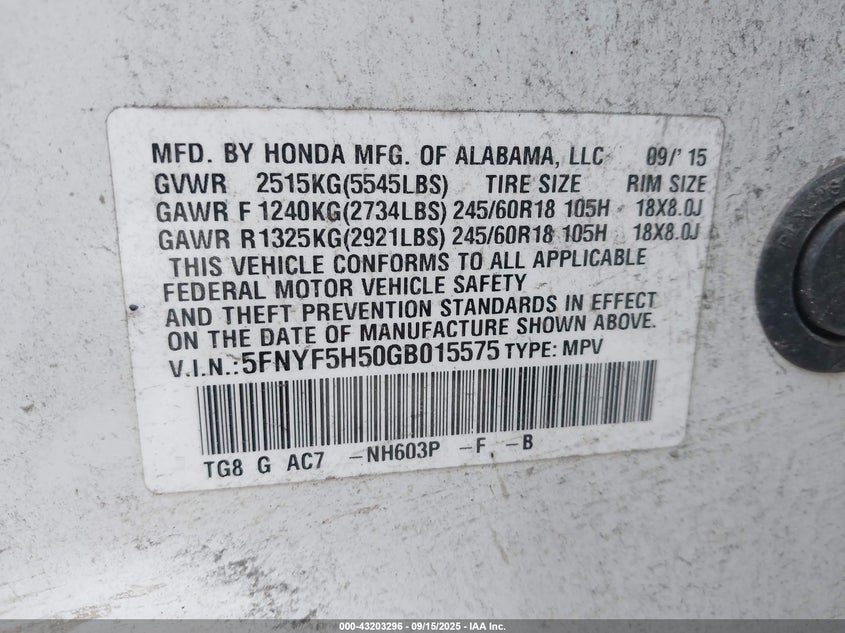 MFD. BY HONDA MFG. OF ALABAMA, LLC 09/'15
GVWR 2515KG(5545LBS) TIRE SIZE RIM SIZE
GAWR F 1240KG(2734LBS) 245/60R18 105H 18X8.0J
GAWR R 1325KG(2921LBS) 245/60R18 105H 18X8.0J
THIS VEHICLE CONFORMS TO ALL APPLICABLE
FEDERAL MOTOR VEHICLE SAFETY
AND THEFT PREVENTION STANDARDS IN EFFECT
ON THE DATE OF MANUFACTURE SHOWN ABOVE.
V.I.N.:5FNYF5H50GB015575 TYPE: MPV
TG8 G AC7 -NH603P -F -B
000-43203296 - 09/15/2025 - IAA Inc.